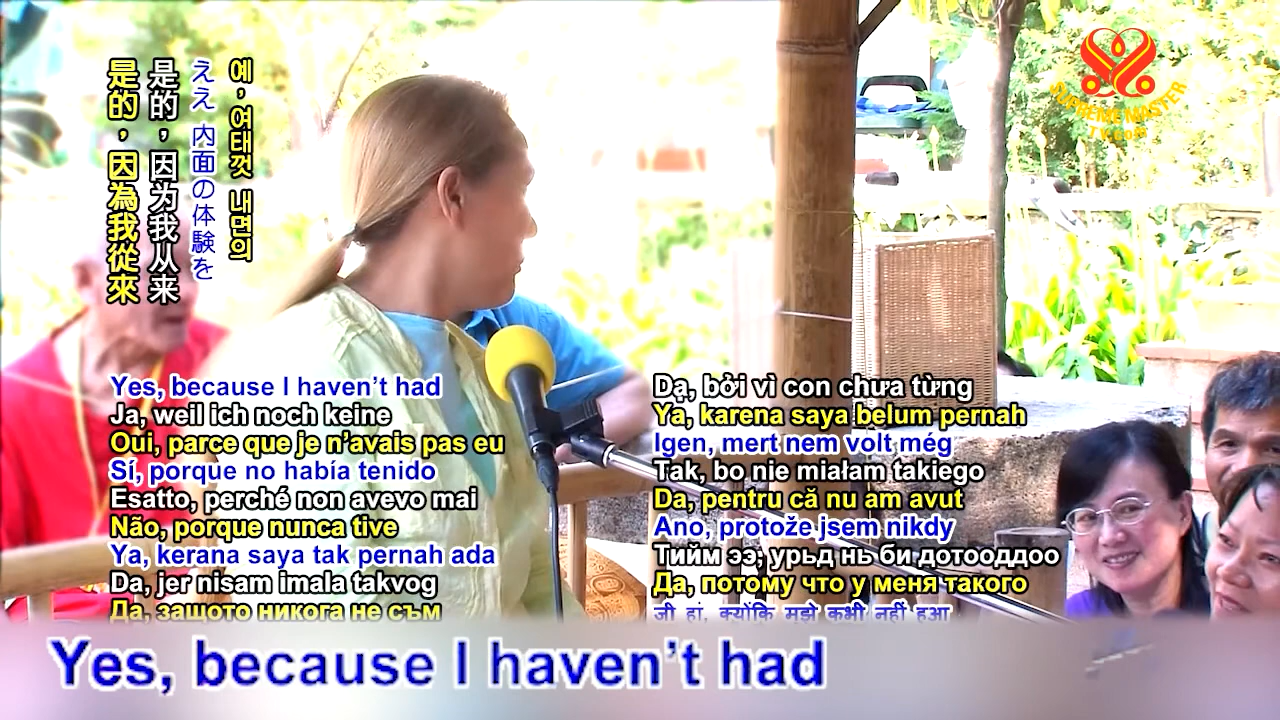 예, 여태껏 내면의
ええ 内面の体験を
是的，因为我从来
是的，因為我從來
SUPREME MASTER
TV.com
Yes, because I haven't had
Ja, weil ich noch keine
Oui, parce que je n'avais pas eu
Sí, porque no había tenido
Esatto, perché non avevo mai
Não, porque nunca tive
Ya, kerana saya tak pernah ada
Da, jer nisam imala takvog
Да, защото никога не съм
Dạ, bởi vì con chưa từng
Ya, karena saya belum pernah
Igen, mert nem volt még
Tak, bo nie miałam takiego
Da, pentru că nu am avut
Ano, protože jsem nikdy
Тийм ээ, урьд нь би дотооддоо
Да, потому что у меня такого
जी हां, क्योंकि मुझे कभी नहीं हुआ
Yes, because I haven't had